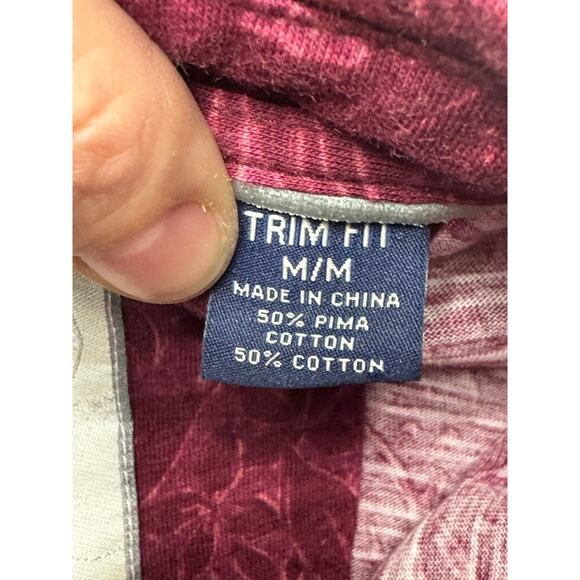 TRIM FIT
M/M
MADE IN CHINA
50% PIMA
COTTON
50% COTTON